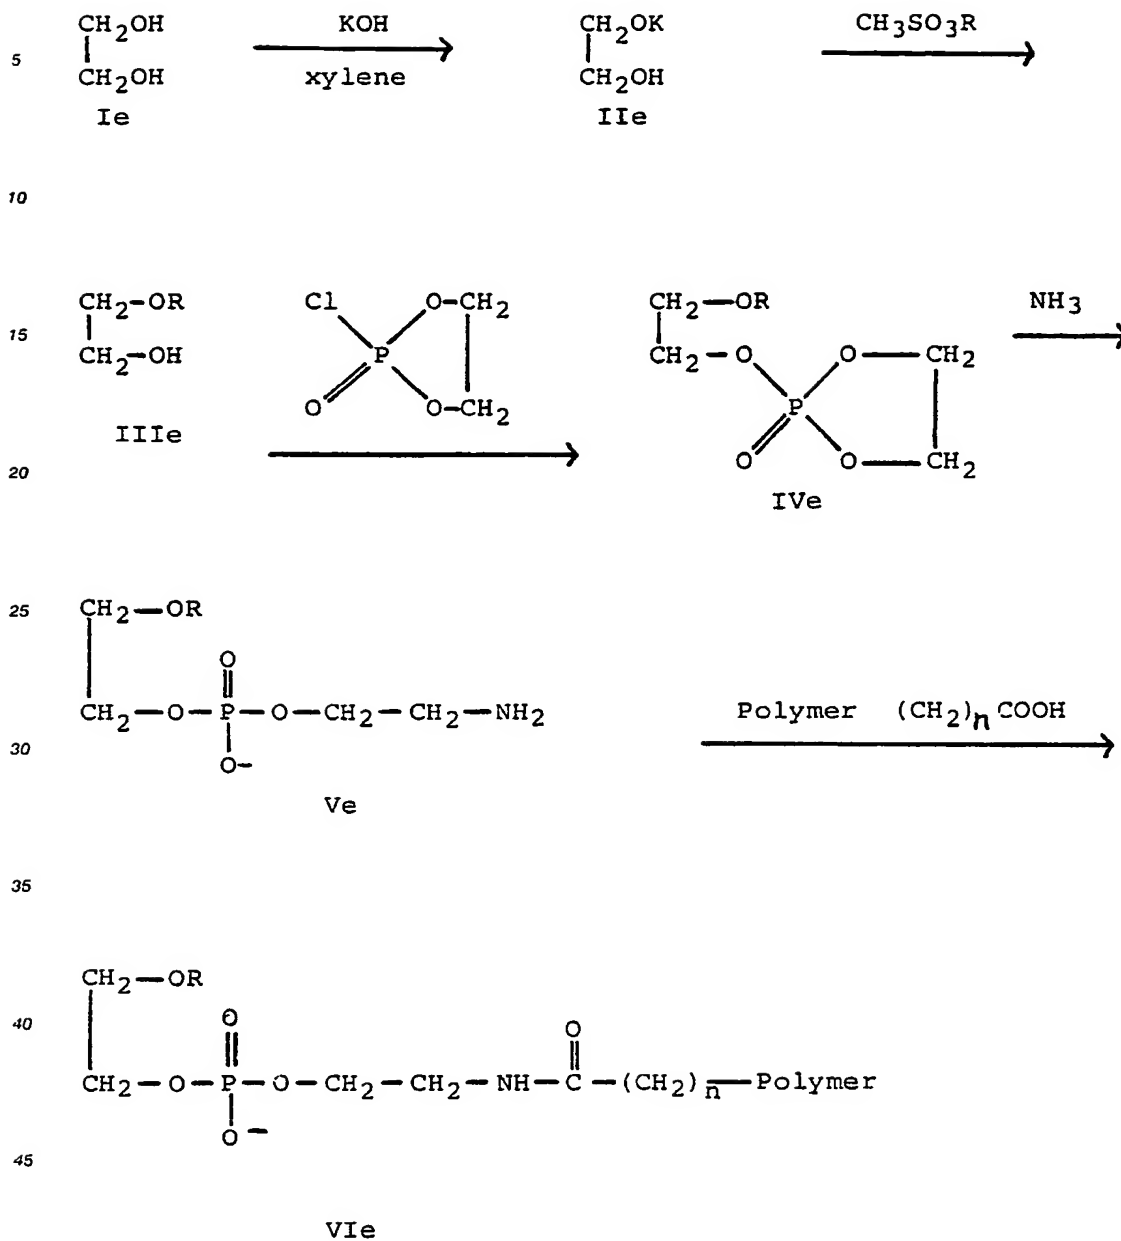 CH2OH KOH CH2OK CH3SO3R
5
CH2OH xylene CH2OH
Ie IIe
10
CH2-OR Cl O-CH2 CH2-OR NH3
15
CH2-OH P CH2-O O-CH2
O O-CH2 P
IIIe O O-CH2
20
IVe
25 CH2-OR
O
CH2-O-P-O-CH2-CH2-NH2 Polymer (CH2)n COOH
30 O-
Ve
35
CH2-OR
40 O O
CH2-O-P-O-CH2-CH2-NH-C-(CH2)n-Polymer
O-
45
VIe